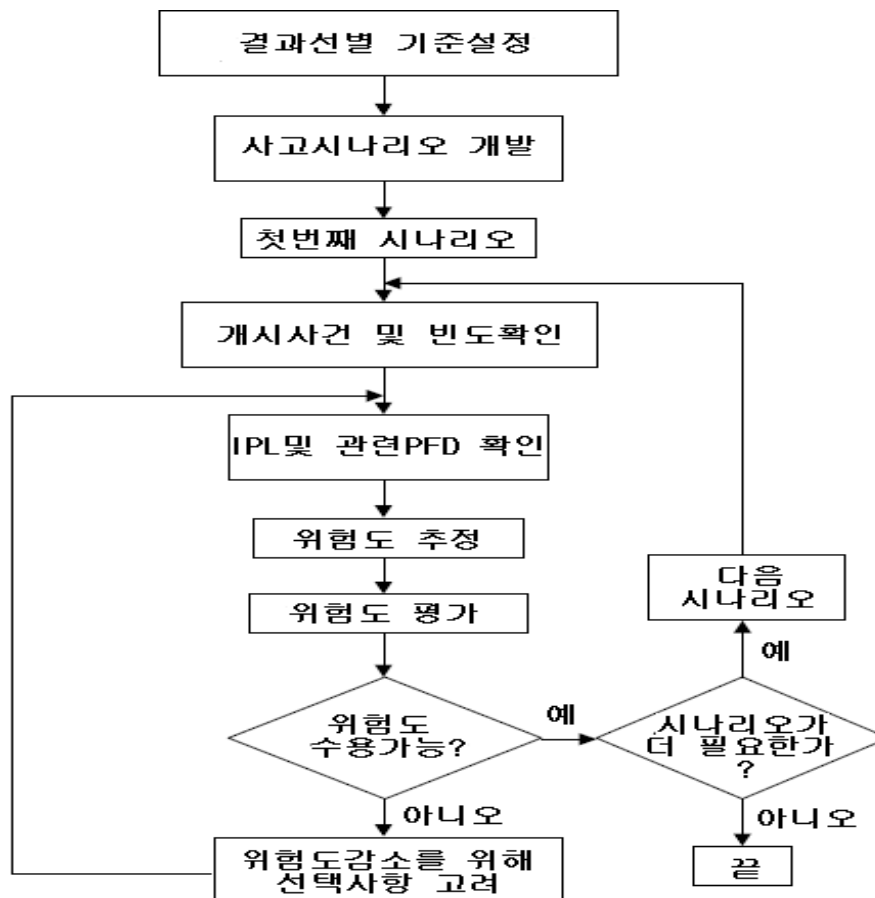 결과선별 기준설정
사고시나리오 개발
첫번째 시나리오
개시사건 및 빈도확인
IPL및 관련PFD 확인
위험도 추정
위험도 평가
위험도
수용가능?
예
시나리오가
더 필요한가
?
예
다음
시나리오
아니오
끝
아니오
위험도감소를 위해
선택사항 고려